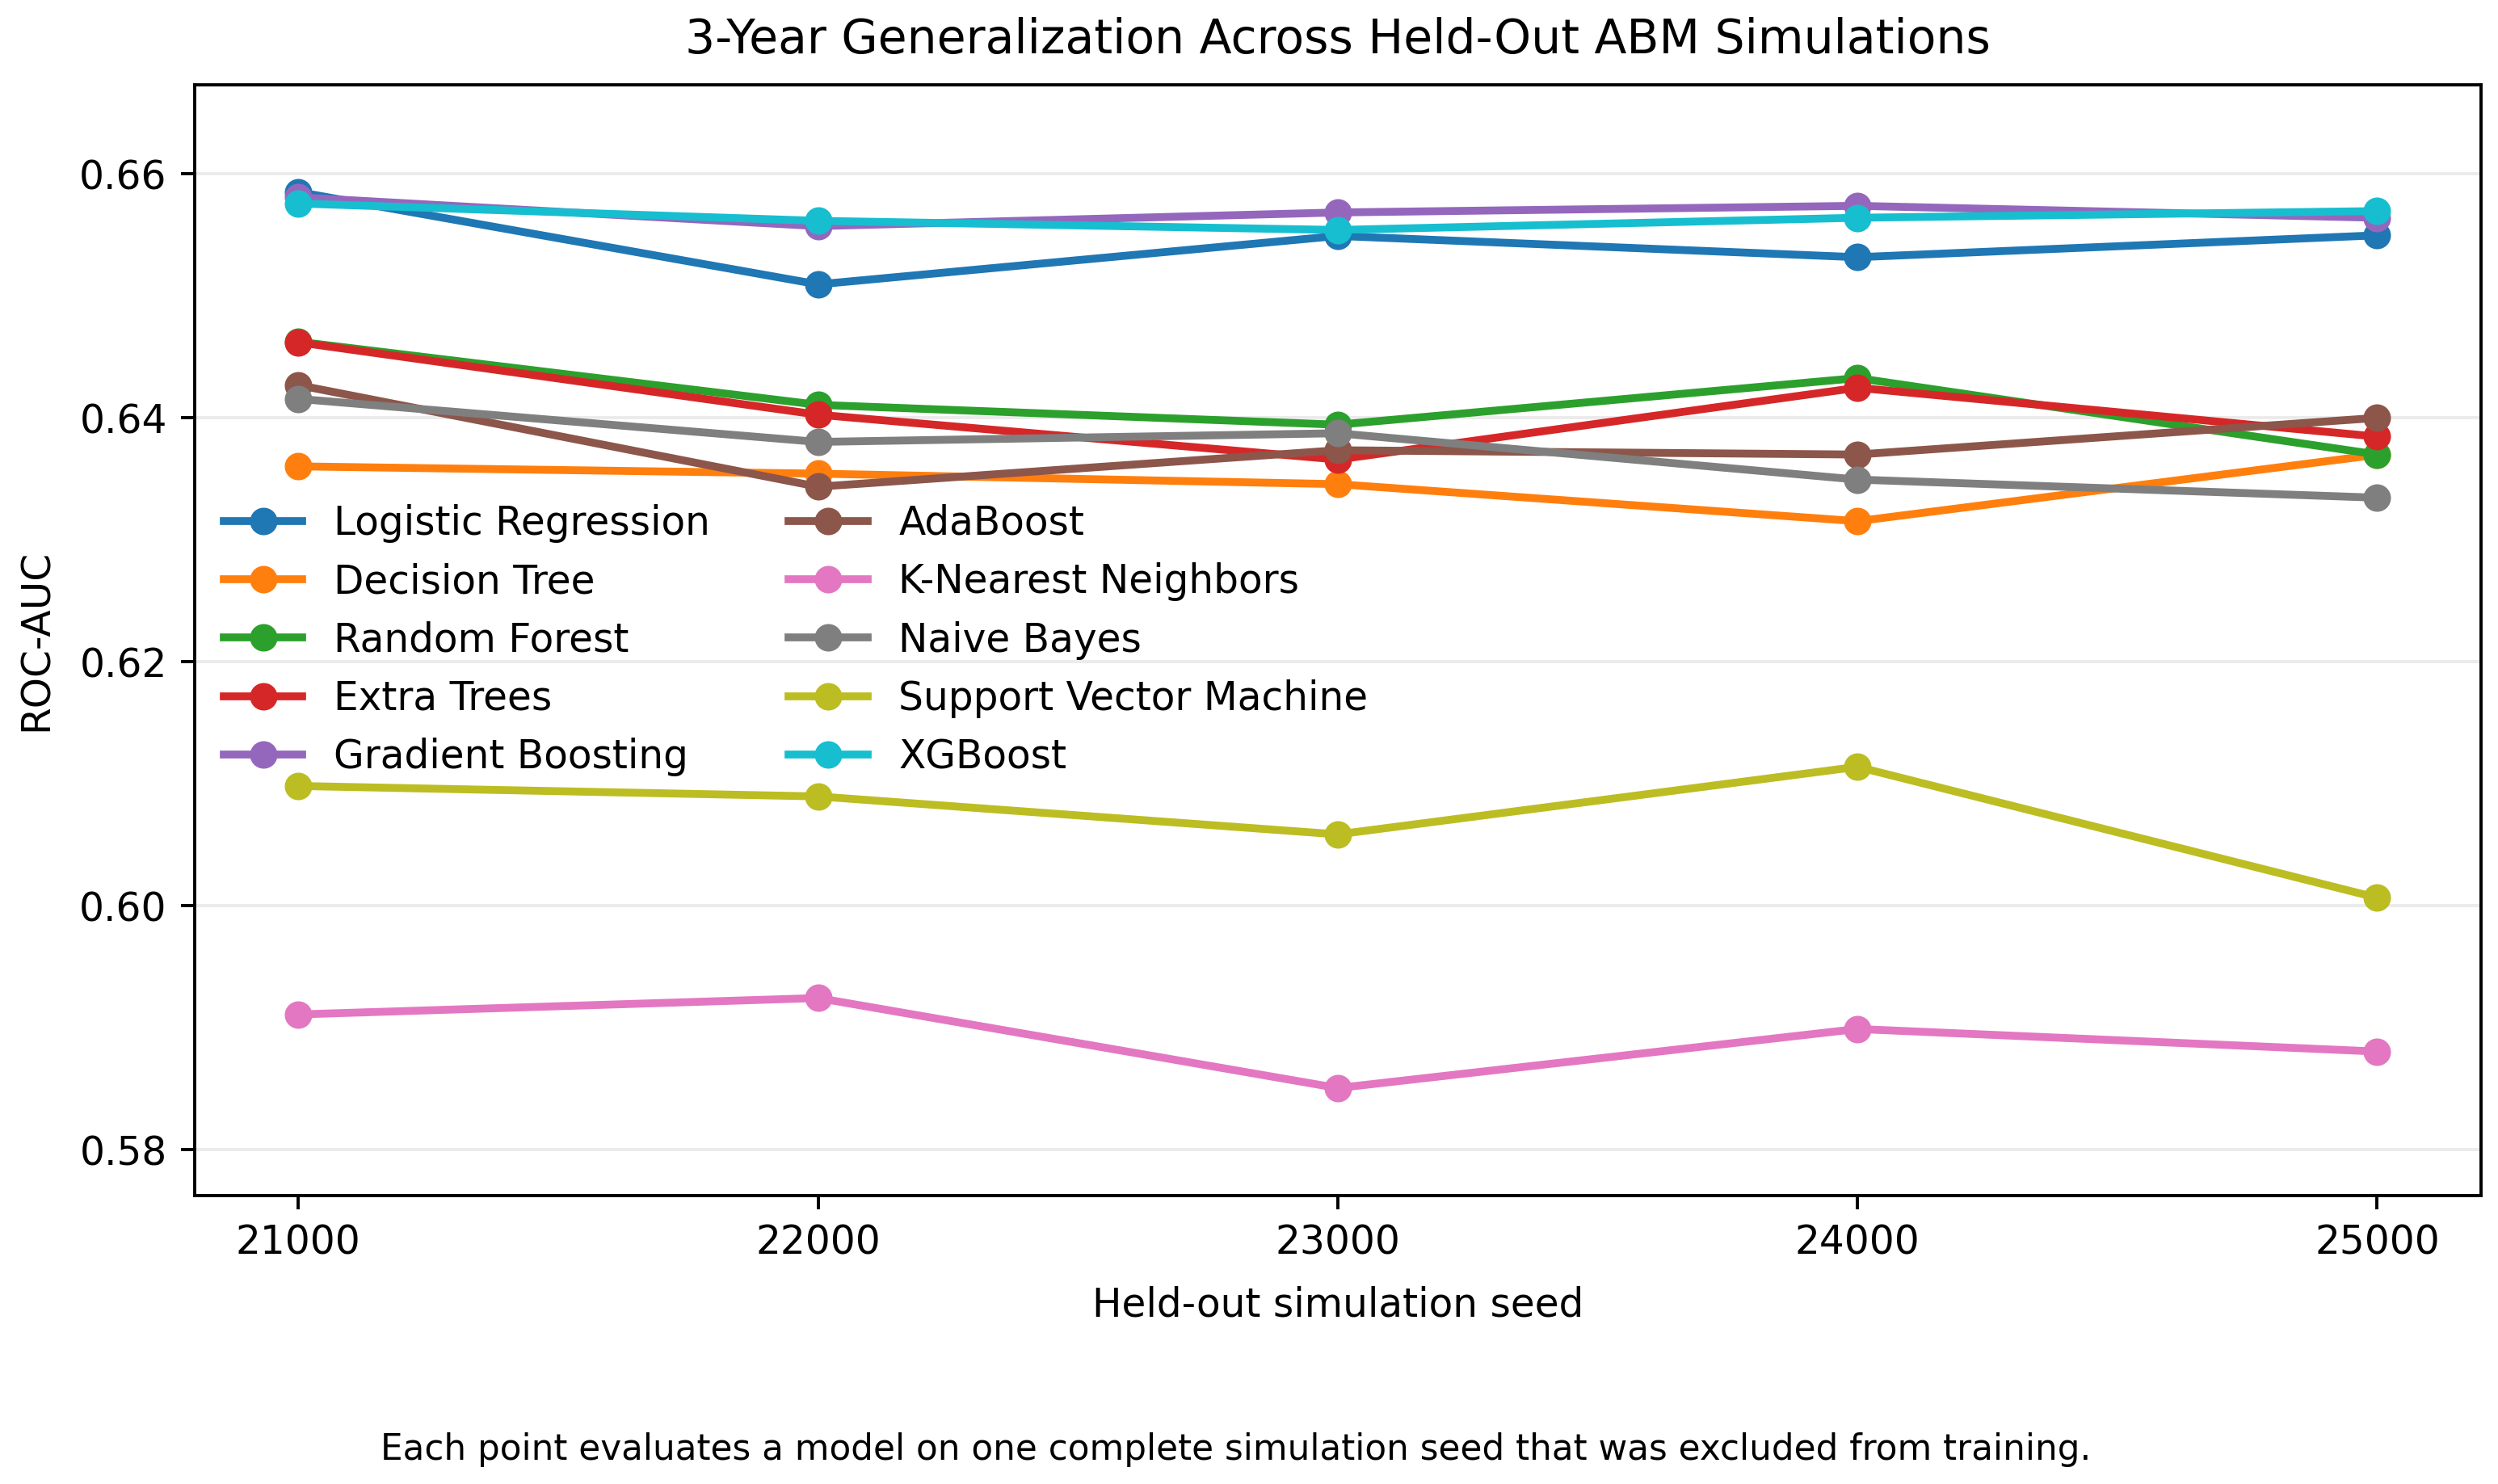 3-Year Generalization Across Held-Out ABM Simulations
ROC-AUC
0.66
0.64
0.62
0.60
0.58
Logistic Regression
Decision Tree
Random Forest
Extra Trees
Gradient Boosting
AdaBoost
K-Nearest Neighbors
Naive Bayes
Support Vector Machine
XGBoost
21000 22000 23000 24000 25000
Held-out simulation seed
Each point evaluates a model on one complete simulation seed that was excluded from training.